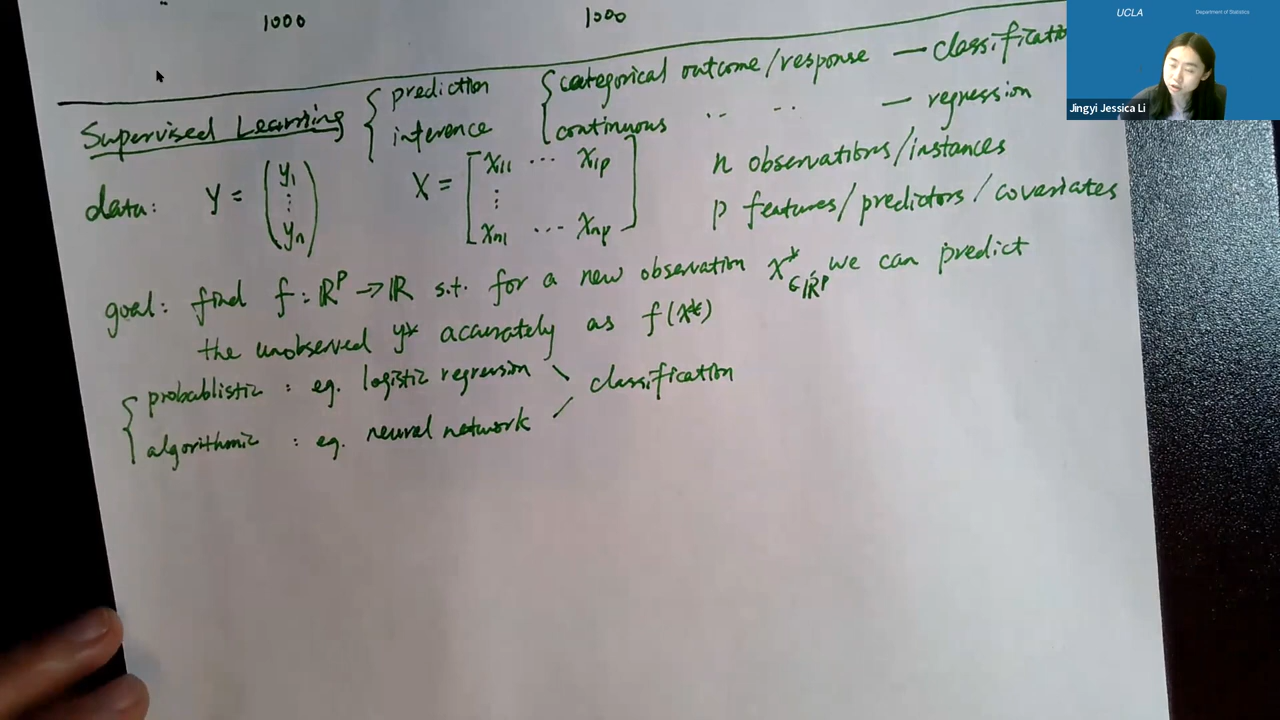 1000 1000
UCLA Department of Statistics
Jingyi Jessica Li
Supervised Learning { prediction { categorical outcome/response — classificatio
inference continuous .. .. — regression
data: Y = (y1 ⋮ yn) X = [x11 ... x1p ⋮ xn1 ... xnp] n observations/instances
p features/predictors/covariates
goal: find f: ℝᵖ → ℝ s.t. for a new observation X* ∈ℝᵖ, we can predict
the unobserved y* accurately as f(x*)
{ probablistic : eg. logistic regression \ classification
algorithmic : eg. neural network /